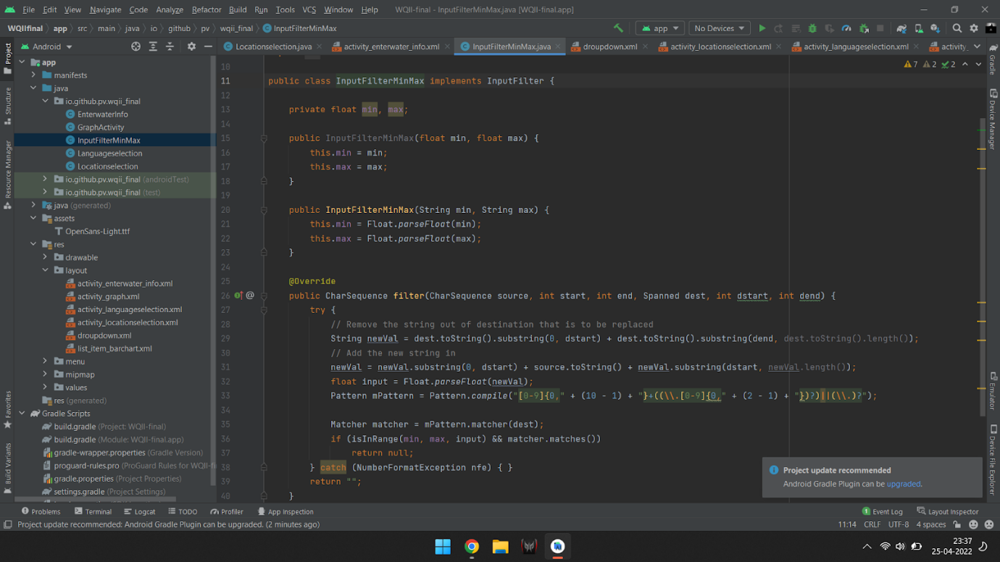 File Edit View Navigate Code Analyze Refactor Build Run Tools VCS Window Help WQII-final - InputFilterMinMax.java [WQII-final.app]
WQIIfinal app src main java io github pv wqii_final InputFilterMinMax app No Devices
Project
Structure
Resource Manager
Favorites
Build Variants
Android
app
manifests
java
io.github.pv.wqii_final
EnterwaterInfo
GraphActivity
InputFilterMinMax
Languageselection
Locationselection
io.github.pv.wqii_final (androidTest)
io.github.pv.wqii_final (test)
java (generated)
assets
OpenSans-Light.ttf
res
drawable
layout
activity_enterwater_info.xml
activity_graph.xml
activity_languageselection.xml
activity_locationselection.xml
droupdown.xml
list_item_barchart.xml
menu
mipmap
values
res (generated)
Gradle Scripts
build.gradle (Project: WQII-final)
build.gradle (Module: WQII-final.app)
gradle-wrapper.properties (Gradle Version)
proguard-rules.pro (ProGuard Rules for WQII-fi
gradle.properties (Project Properties)
settings.gradle (Project Settings)
Locationselection.java activity_enterwater_info.xml InputFilterMinMax.java droupdown.xml activity_locationselection.xml activity_languageselection.xml activity_
7 2 2
10
11 public class InputFilterMinMax implements InputFilter {
12
13 private float min, max;
14
15 public InputFilterMinMax(float min, float max) {
16 this.min = min;
17 this.max = max;
18 }
19
20 public InputFilterMinMax(String min, String max) {
21 this.min = Float.parseFloat(min);
22 this.max = Float.parseFloat(max);
23 }
24
25 @Override
26 @ public CharSequence filter(CharSequence source, int start, int end, Spanned dest, int dstart, int dend) {
27 try {
28 // Remove the string out of destination that is to be replaced
29 String newVal = dest.toString().substring(0, dstart) + dest.toString().substring(dend, dest.toString().length());
30 // Add the new string in
31 newVal = newVal.substring(0, dstart) + source.toString() + newVal.substring(dstart, newVal.length());
32 float input = Float.parseFloat(newVal);
33 Pattern mPattern = Pattern.compile("[0-9]{0," + (10 - 1) + "}+((\\.[0-9]{0," + (2 - 1) + "})?)||(\\.)?");
34
35 Matcher matcher = mPattern.matcher(dest);
36 if (isInRange(min, max, input) && matcher.matches())
37 return null;
38 } catch (NumberFormatException nfe) { }
39 return "";
40 }
Gradle
Device Manager
Emulator
Device File Explorer
Project update recommended
Android Gradle Plugin can be upgraded.
Problems Terminal Logcat TODO Profiler App Inspection 1 Event Log Layout Inspector
Project update recommended: Android Gradle Plugin can be upgraded. (2 minutes ago) 11:14 CRLF UTF-8 4 spaces
23:37
25-04-2022